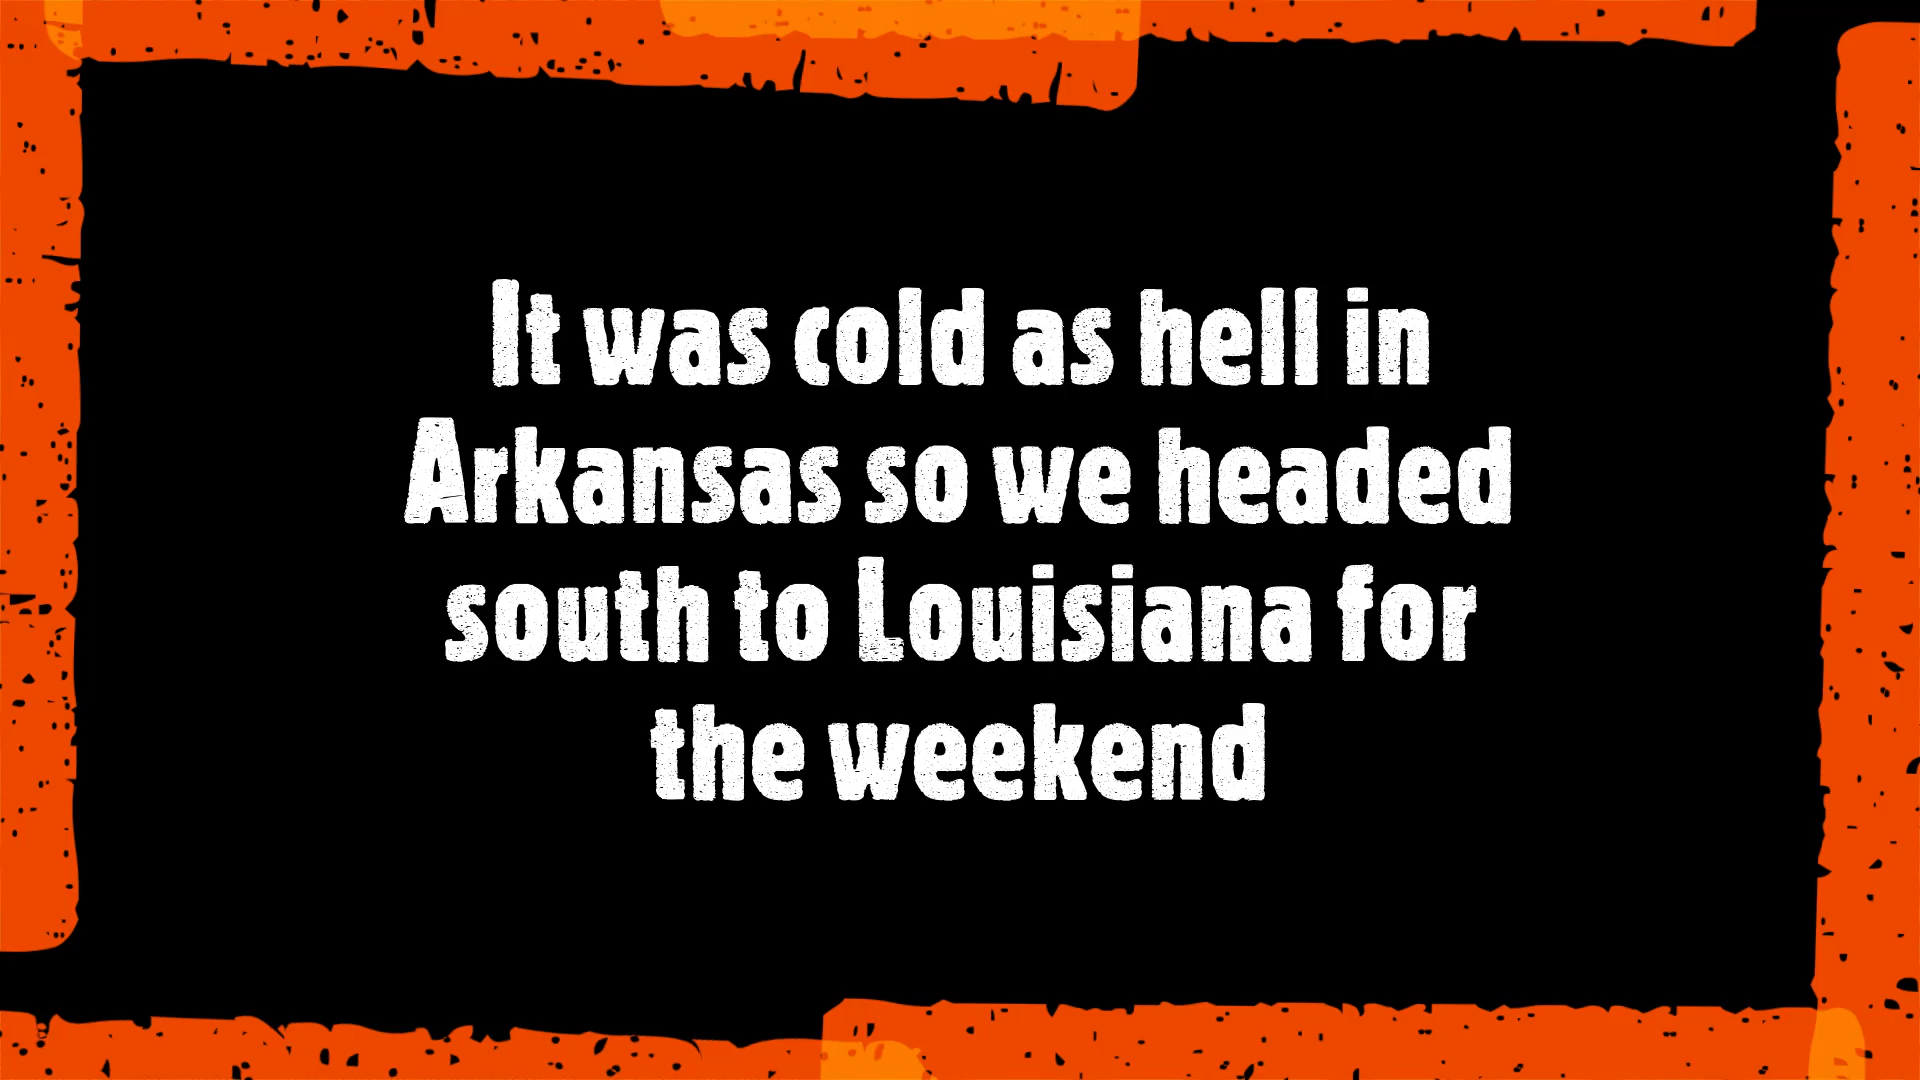 It was cold as hell in
Arkansas so we headed
south to Louisiana for
the weekend